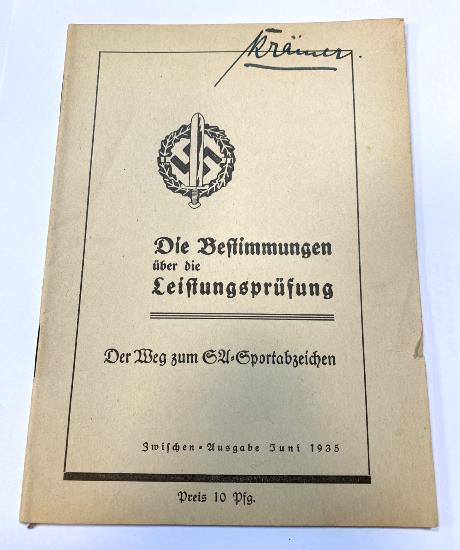 Krämer.
Die Bestimmungen
über die
Leistungsprüfung
Der Weg zum SA-Sportabzeichen
Zwischen-Ausgabe Juni 1935
Preis 10 Pfg.